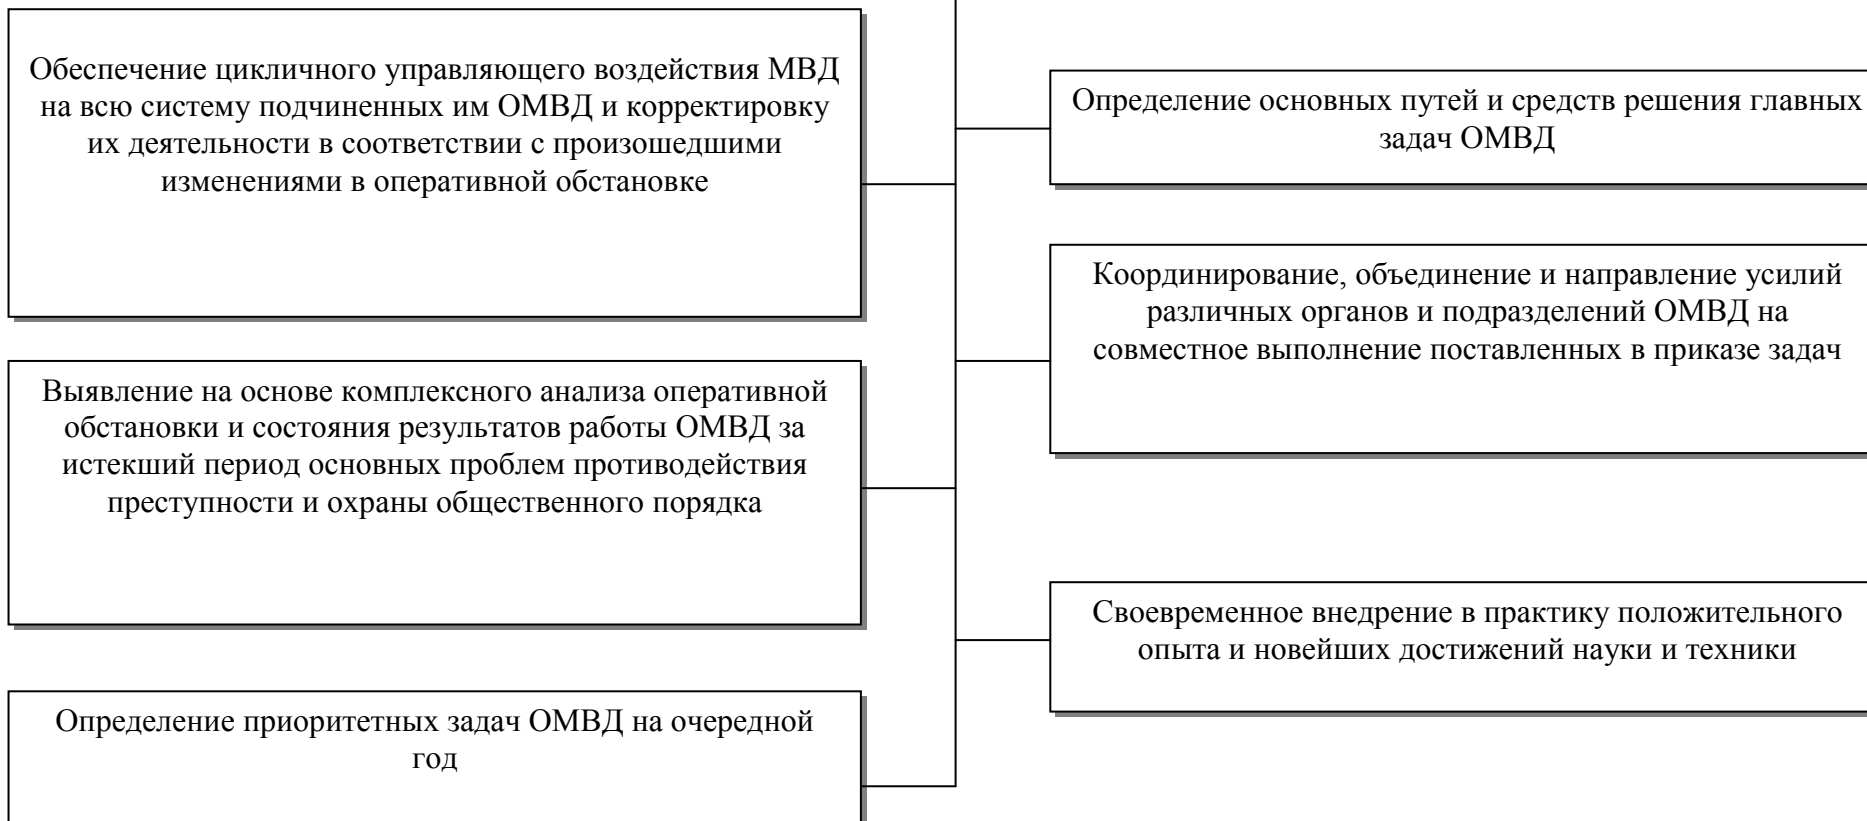 Обеспечение цикличного управляющего воздействия МВД
на всю систему подчиненных им ОМВД и корректировку
их деятельности в соответствии с произошедшими
изменениями в оперативной обстановке
Выявление на основе комплексного анализа оперативной
обстановки и состояния результатов работы ОМВД за
истекший период основных проблем противодействия
преступности и охраны общественного порядка
Определение приоритетных задач ОМВД на очередной
год
Определение основных путей и средств решения главных
задач ОМВД
Координирование, объединение и направление усилий
различных органов и подразделений ОМВД на
совместное выполнение поставленных в приказе задач
Своевременное внедрение в практику положительного
опыта и новейших достижений науки и техники